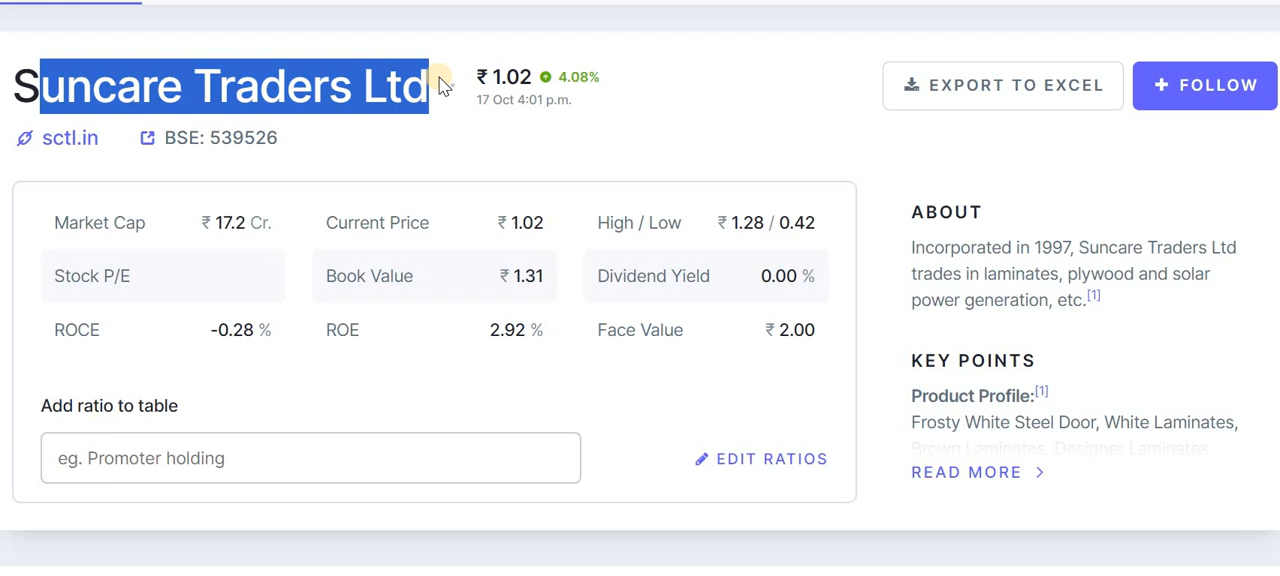 Suncare Traders Ltd
₹ 1.02 4.08%
17 Oct 4:01 p.m.
EXPORT TO EXCEL
+ FOLLOW
sctl.in
BSE: 539526
Market Cap ₹ 17.2 Cr.
Current Price ₹ 1.02
High / Low ₹ 1.28 / 0.42
Stock P/E
Book Value ₹ 1.31
Dividend Yield 0.00 %
ROCE -0.28 %
ROE 2.92 %
Face Value ₹ 2.00
Add ratio to table
eg. Promoter holding
EDIT RATIOS
ABOUT
Incorporated in 1997, Suncare Traders Ltd
trades in laminates, plywood and solar
power generation, etc.[1]
KEY POINTS
Product Profile:[1]
Frosty White Steel Door, White Laminates,
Brown Laminates, Designer Laminates
READ MORE